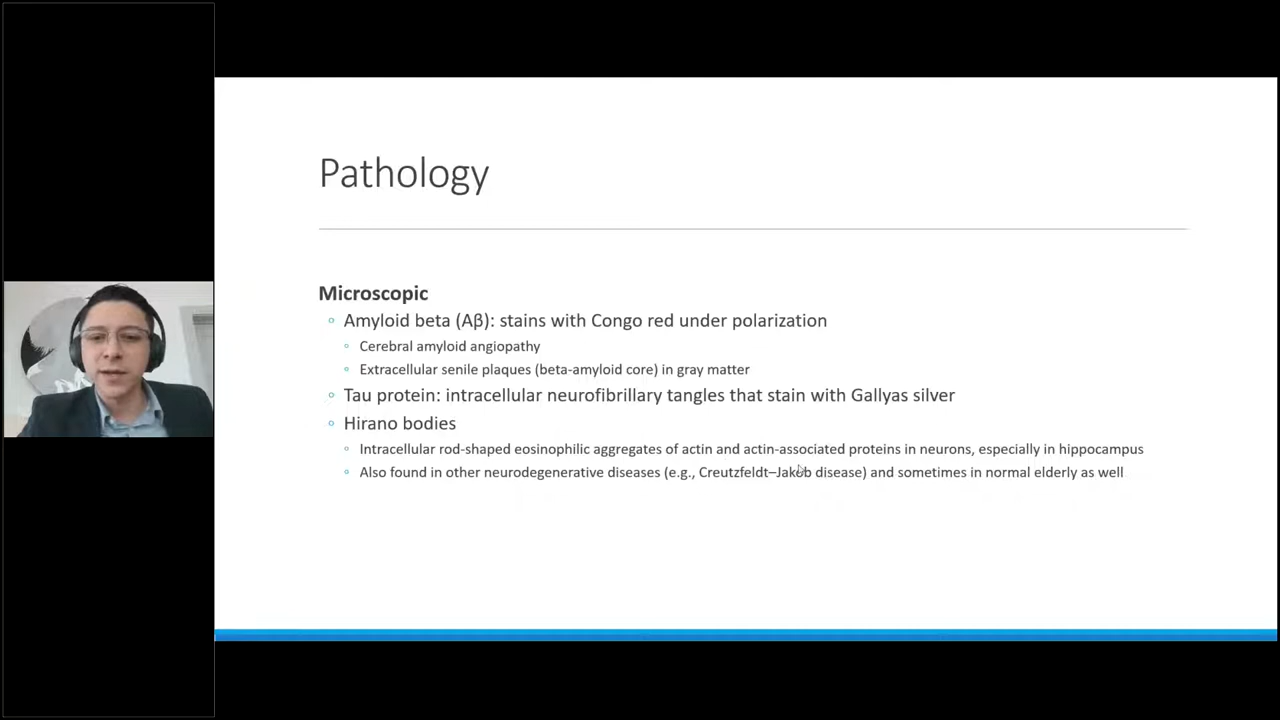 Pathology
Microscopic
Amyloid beta (Aβ): stains with Congo red under polarization
Cerebral amyloid angiopathy
Extracellular senile plaques (beta-amyloid core) in gray matter
Tau protein: intracellular neurofibrillary tangles that stain with Gallyas silver
Hirano bodies
Intracellular rod-shaped eosinophilic aggregates of actin and actin-associated proteins in neurons, especially in hippocampus
Also found in other neurodegenerative diseases (e.g., Creutzfeldt–Jakob disease) and sometimes in normal elderly as well